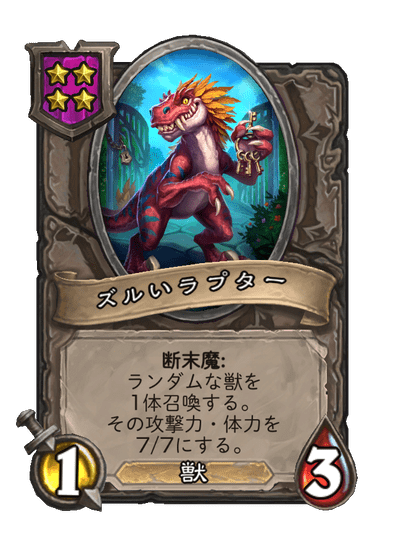 ズルいラプター
断末魔:
ランダムな獣を
1体召喚する。
その攻撃力・体力を
7/7にする。
獣
1
3